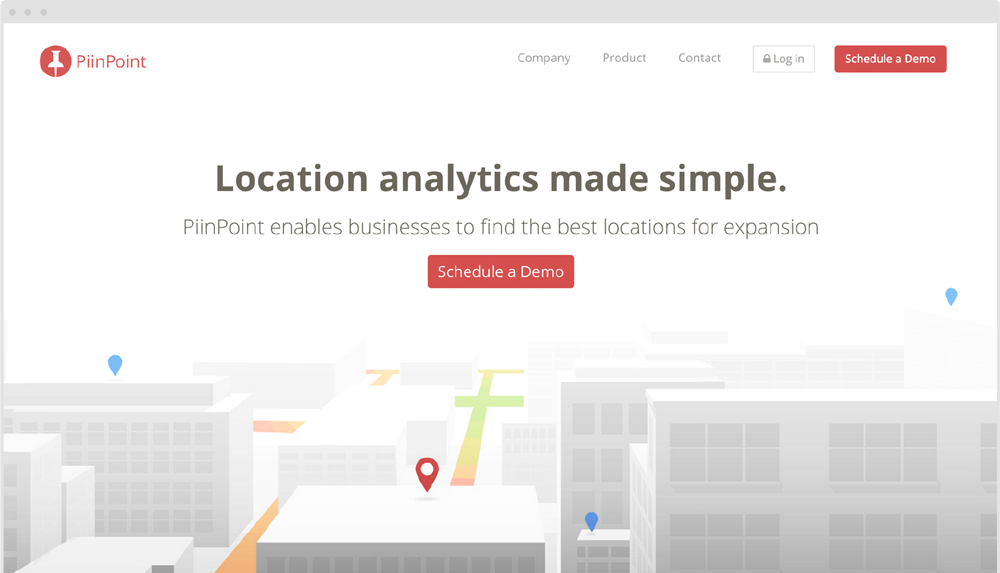 PiinPoint
Company Product Contact Log in Schedule a Demo
Location analytics made simple.
PiinPoint enables businesses to find the best locations for expansion
Schedule a Demo